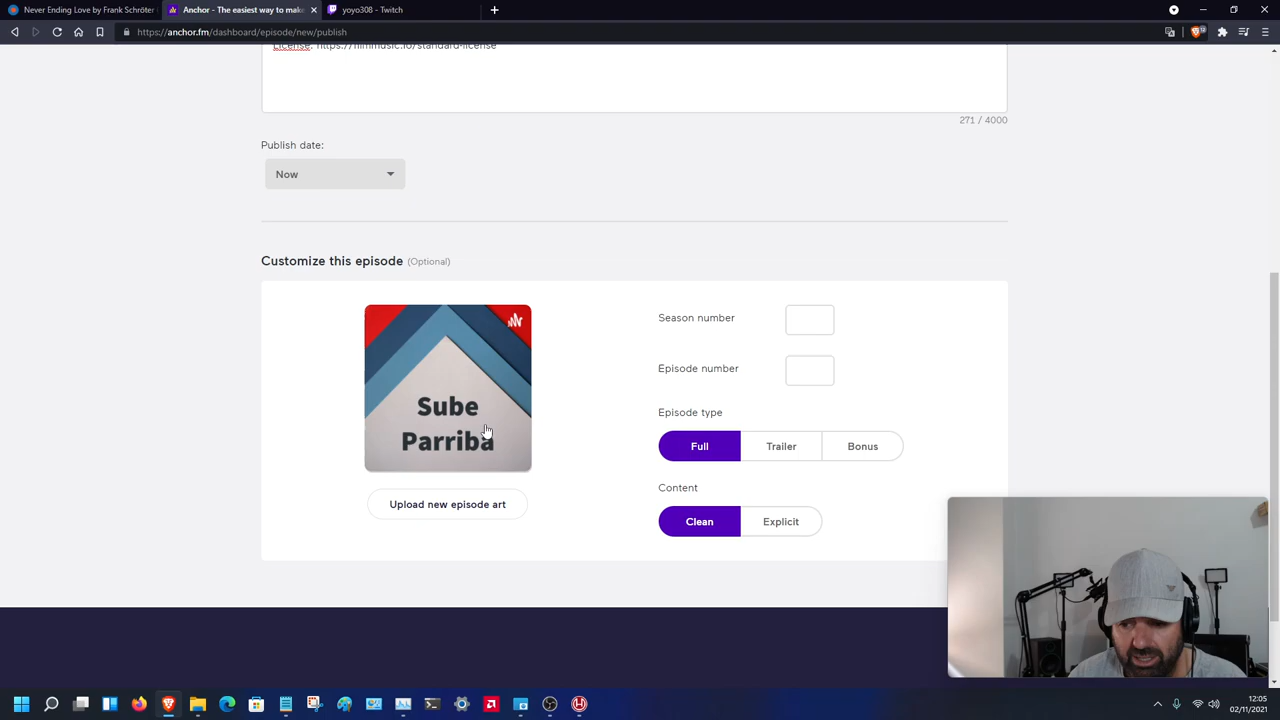 Never Ending Love by Frank Schröter
Anchor - The easiest way to make
yoyo308 - Twitch
https://anchor.fm/dashboard/episode/new/publish
License: https://filmmusic.io/standard-license
271 / 4000
Publish date:
Now
Customize this episode (Optional)
Sube
Parriba
Upload new episode art
Season number
Episode number
Episode type
Full
Trailer
Bonus
Content
Clean
Explicit
12:05
02/11/2021